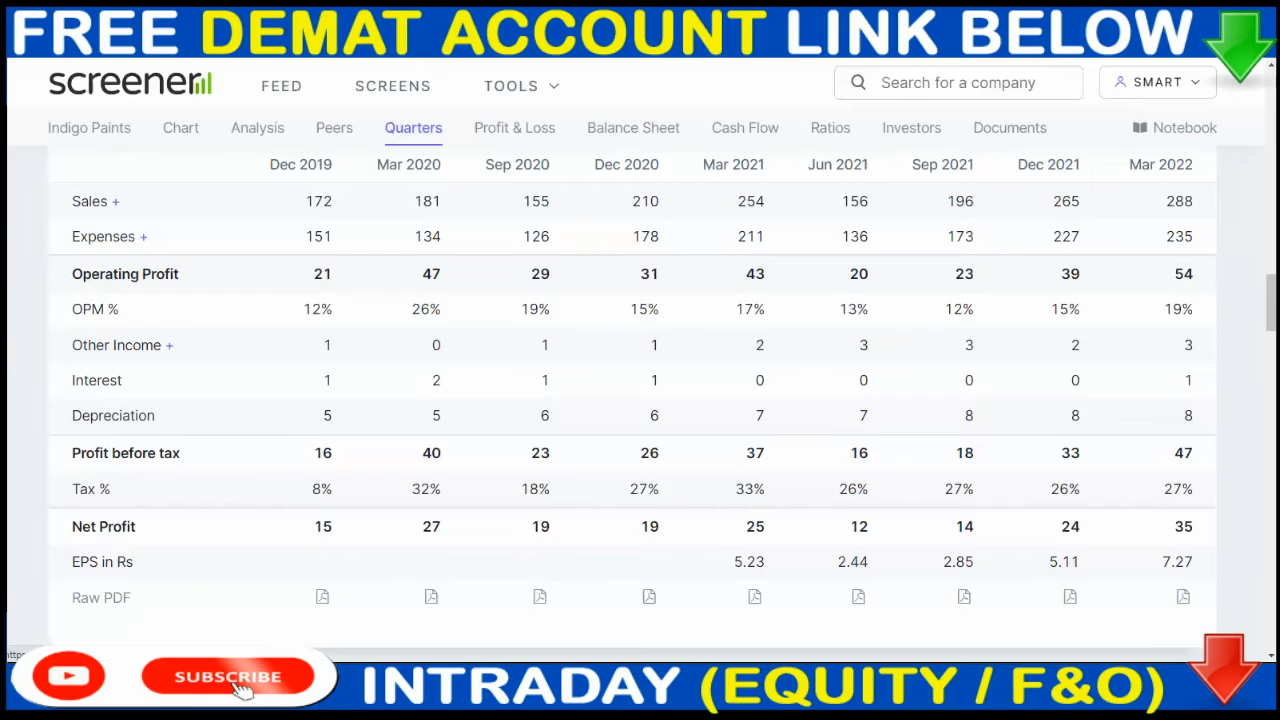 FREE DEMAT ACCOUNT LINK BELOW
screener FEED SCREENS TOOLS Search for a company SMART
Indigo Paints Chart Analysis Peers Quarters Profit & Loss Balance Sheet Cash Flow Ratios Investors Documents Notebook
Dec 2019 Mar 2020 Sep 2020 Dec 2020 Mar 2021 Jun 2021 Sep 2021 Dec 2021 Mar 2022
Sales + 172 181 155 210 254 156 196 265 288
Expenses + 151 134 126 178 211 136 173 227 235
Operating Profit 21 47 29 31 43 20 23 39 54
OPM % 12% 26% 19% 15% 17% 13% 12% 15% 19%
Other Income + 1 0 1 1 2 3 3 2 3
Interest 1 2 1 1 0 0 0 0 1
Depreciation 5 5 6 6 7 7 8 8 8
Profit before tax 16 40 23 26 37 16 18 33 47
Tax % 8% 32% 18% 27% 33% 26% 27% 26% 27%
Net Profit 15 27 19 19 25 12 14 24 35
EPS in Rs 5.23 2.44 2.85 5.11 7.27
Raw PDF
SUBSCRIBE
INTRADAY (EQUITY / F&O)